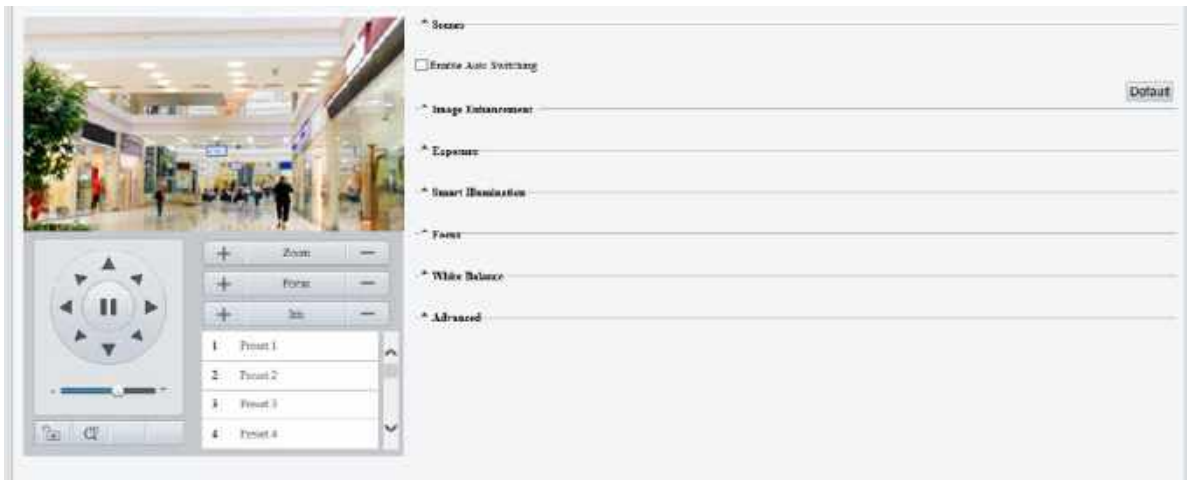 Scenes
Enable Auto Switching
Default
Image Enhancement
Exposure
Smart Illumination
Focus
White Balance
Advanced
+ Zoom −
+ Focus −
+ Iris −
1 Preset 1
2 Preset 2
3 Preset 3
4 Preset 4